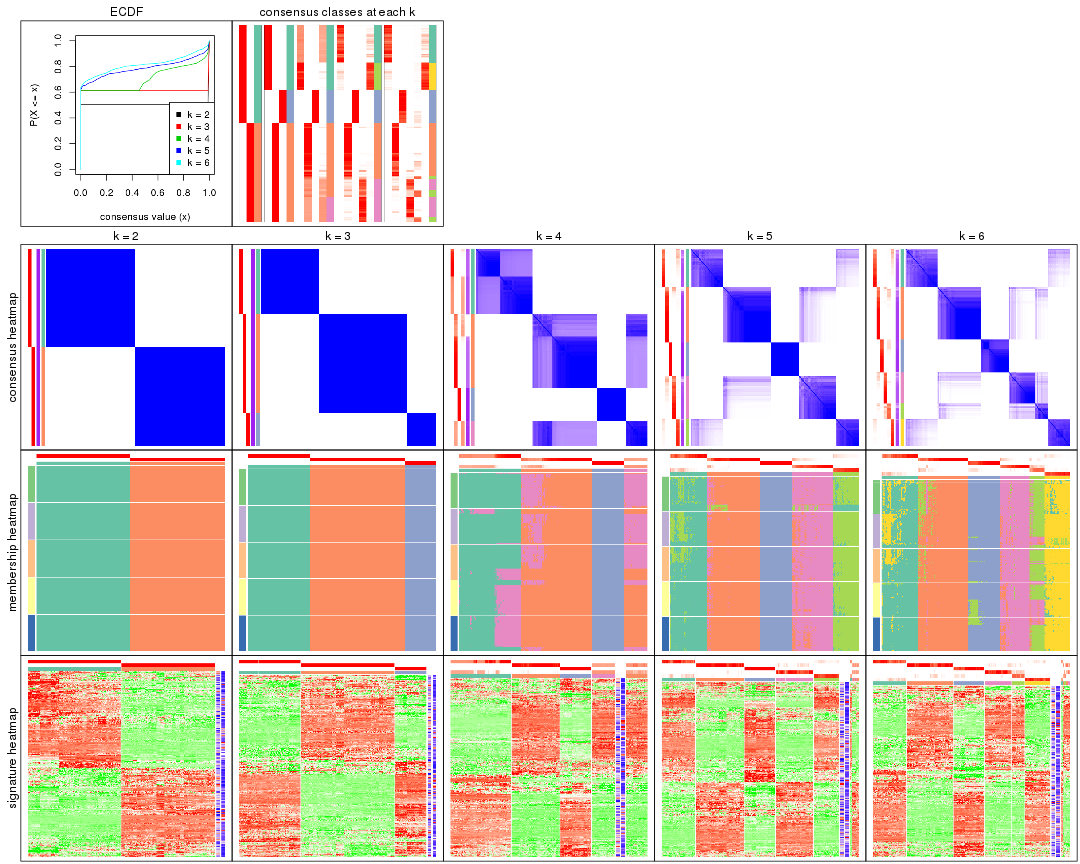 ECDF
consensus classes at each k
P(X <= x)
1.0
0.8
0.6
0.4
0.2
0.0
k = 2
k = 3
k = 4
k = 5
k = 6
0.0 0.2 0.4 0.6 0.8 1.0
consensus value (x)
k = 2
k = 3
k = 4
k = 5
k = 6
consensus heatmap
membership heatmap
signature heatmap